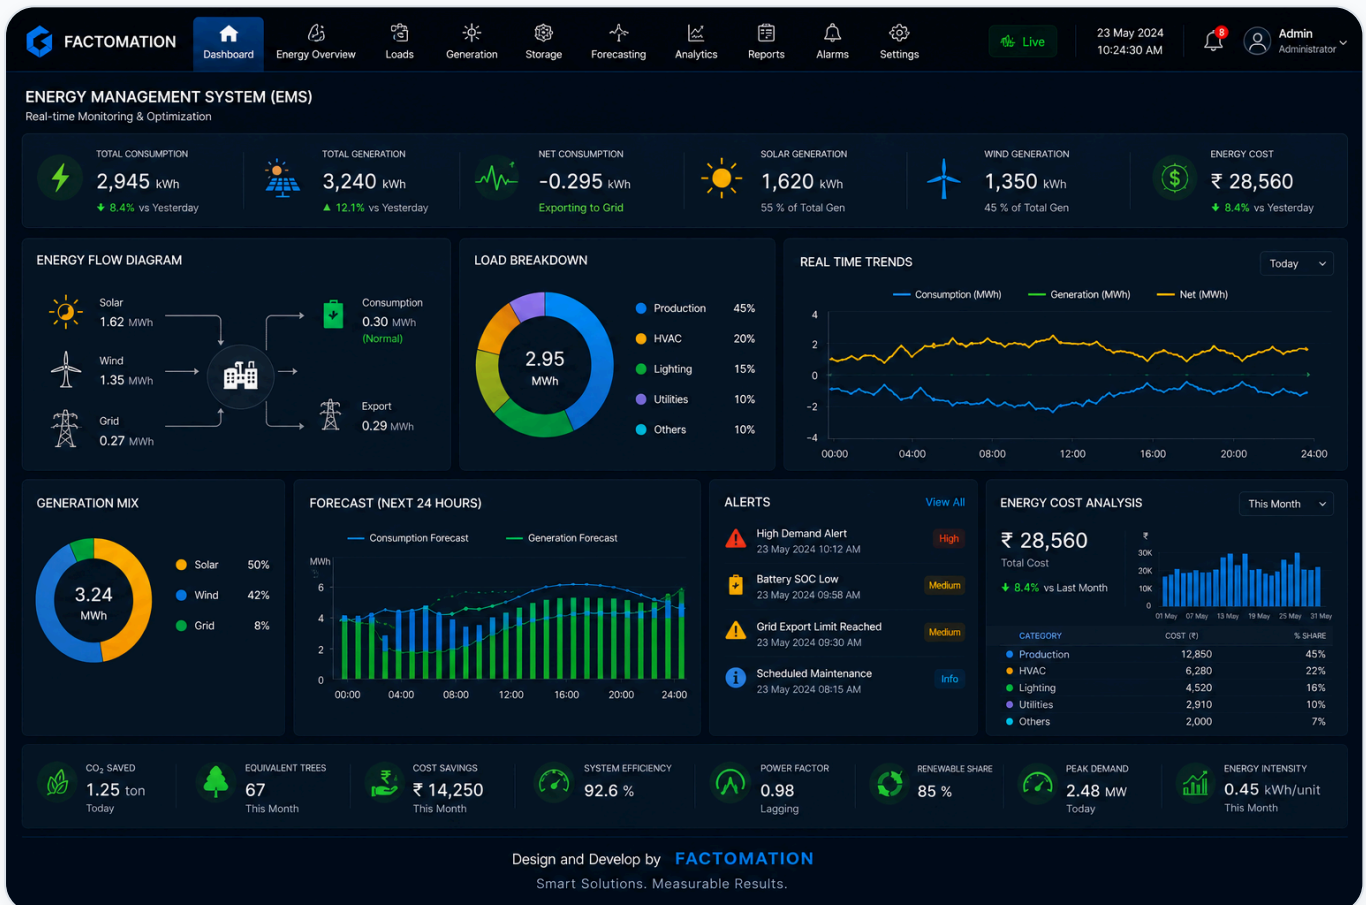 FACTOMATION
Dashboard
Energy Overview
Loads
Generation
Storage
Forecasting
Analytics
Reports
Alarms
Settings
Live
23 May 2024
10:24:30 AM
8
Admin
Administrator
ENERGY MANAGEMENT SYSTEM (EMS)
Real-time Monitoring & Optimization
TOTAL CONSUMPTION
2,945 kWh
8.4% vs Yesterday
TOTAL GENERATION
3,240 kWh
12.1% vs Yesterday
NET CONSUMPTION
-0.295 kWh
Exporting to Grid
SOLAR GENERATION
1,620 kWh
55 % of Total Gen
WIND GENERATION
1,350 kWh
45 % of Total Gen
ENERGY COST
$
₹ 28,560
8.4% vs Yesterday
ENERGY FLOW DIAGRAM
Solar
1.62 MWh
Wind
1.35 MWh
Grid
0.27 MWh
Consumption
0.30 MWh
(Normal)
Export
0.29 MWh
LOAD BREAKDOWN
2.95
MWh
Production 45%
HVAC 20%
Lighting 15%
Utilities 10%
Others 10%
REAL TIME TRENDS
Today
Consumption (MWh) Generation (MWh) Net (MWh)
4
2
0
−2
−4
00:00 04:00 08:00 12:00 16:00 20:00 24:00
GENERATION MIX
3.24
MWh
Solar 50%
Wind 42%
Grid 8%
FORECAST (NEXT 24 HOURS)
Consumption Forecast Generation Forecast
MWh
6
4
2
0
00:00 04:00 08:00 12:00 16:00 20:00 24:00
ALERTS
View All
High Demand Alert
23 May 2024 10:12 AM
High
Battery SOC Low
23 May 2024 09:58 AM
Medium
Grid Export Limit Reached
23 May 2024 09:30 AM
Medium
Scheduled Maintenance
23 May 2024 08:15 AM
Info
ENERGY COST ANALYSIS
This Month
₹ 28,560
Total Cost
8.4% vs Last Month
₹
30K
20K
10K
0
01 May 07 May 13 May 19 May 25 May 31 May
CATEGORY COST (₹) % SHARE
Production 12,850 45%
HVAC 6,280 22%
Lighting 4,520 16%
Utilities 2,910 10%
Others 2,000 7%
CO₂ SAVED
1.25 ton
Today
EQUIVALENT TREES
67
This Month
₹
COST SAVINGS
₹ 14,250
This Month
SYSTEM EFFICIENCY
92.6 %
POWER FACTOR
0.98
Lagging
RENEWABLE SHARE
85 %
PEAK DEMAND
2.48 MW
Today
ENERGY INTENSITY
0.45 kWh/unit
This Month
Design and Develop by FACTOMATION
Smart Solutions. Measurable Results.